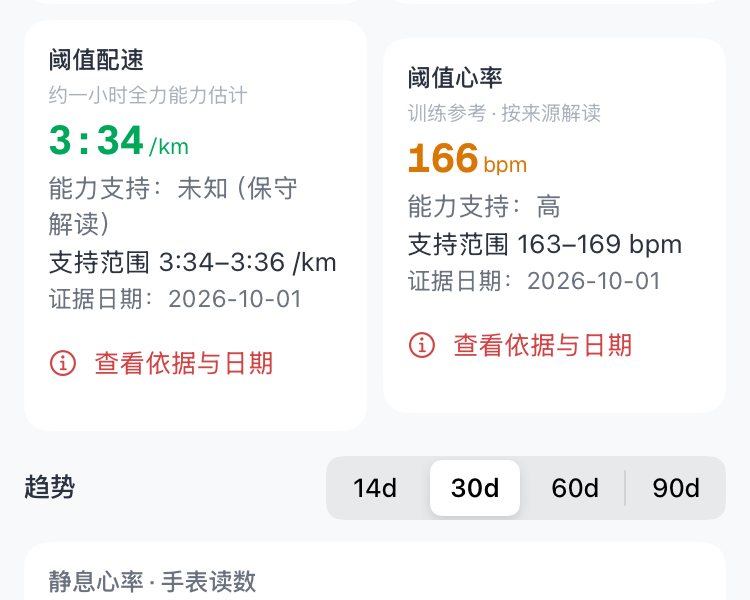 阈值配速
约一小时全力能力估计
3:34 /km
能力支持：未知（保守
解读）
支持范围 3:34–3:36 /km
证据日期：2026-10-01
查看依据与日期
阈值心率
训练参考 · 按来源解读
166 bpm
能力支持：高
支持范围 163–169 bpm
证据日期：2026-10-01
查看依据与日期
趋势
14d 30d 60d 90d
静息心率 · 手表读数